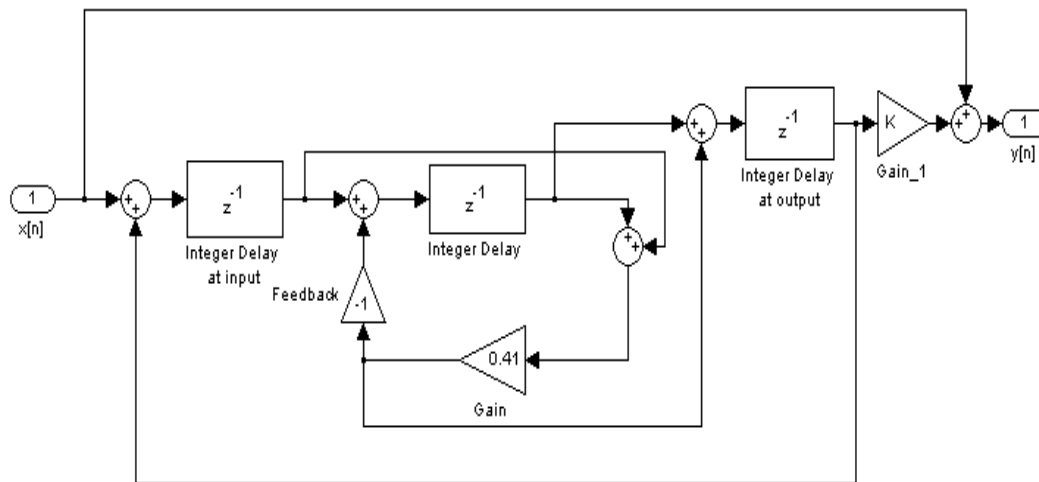 1
x[n]
+
+
-1
z
Integer Delay
at input
+
+
-1
z
Integer Delay
Feedback
-1
0.41
Gain
+
+
+
+
-1
z
Integer Delay
at output
K
Gain_1
+
+
1
y[n]